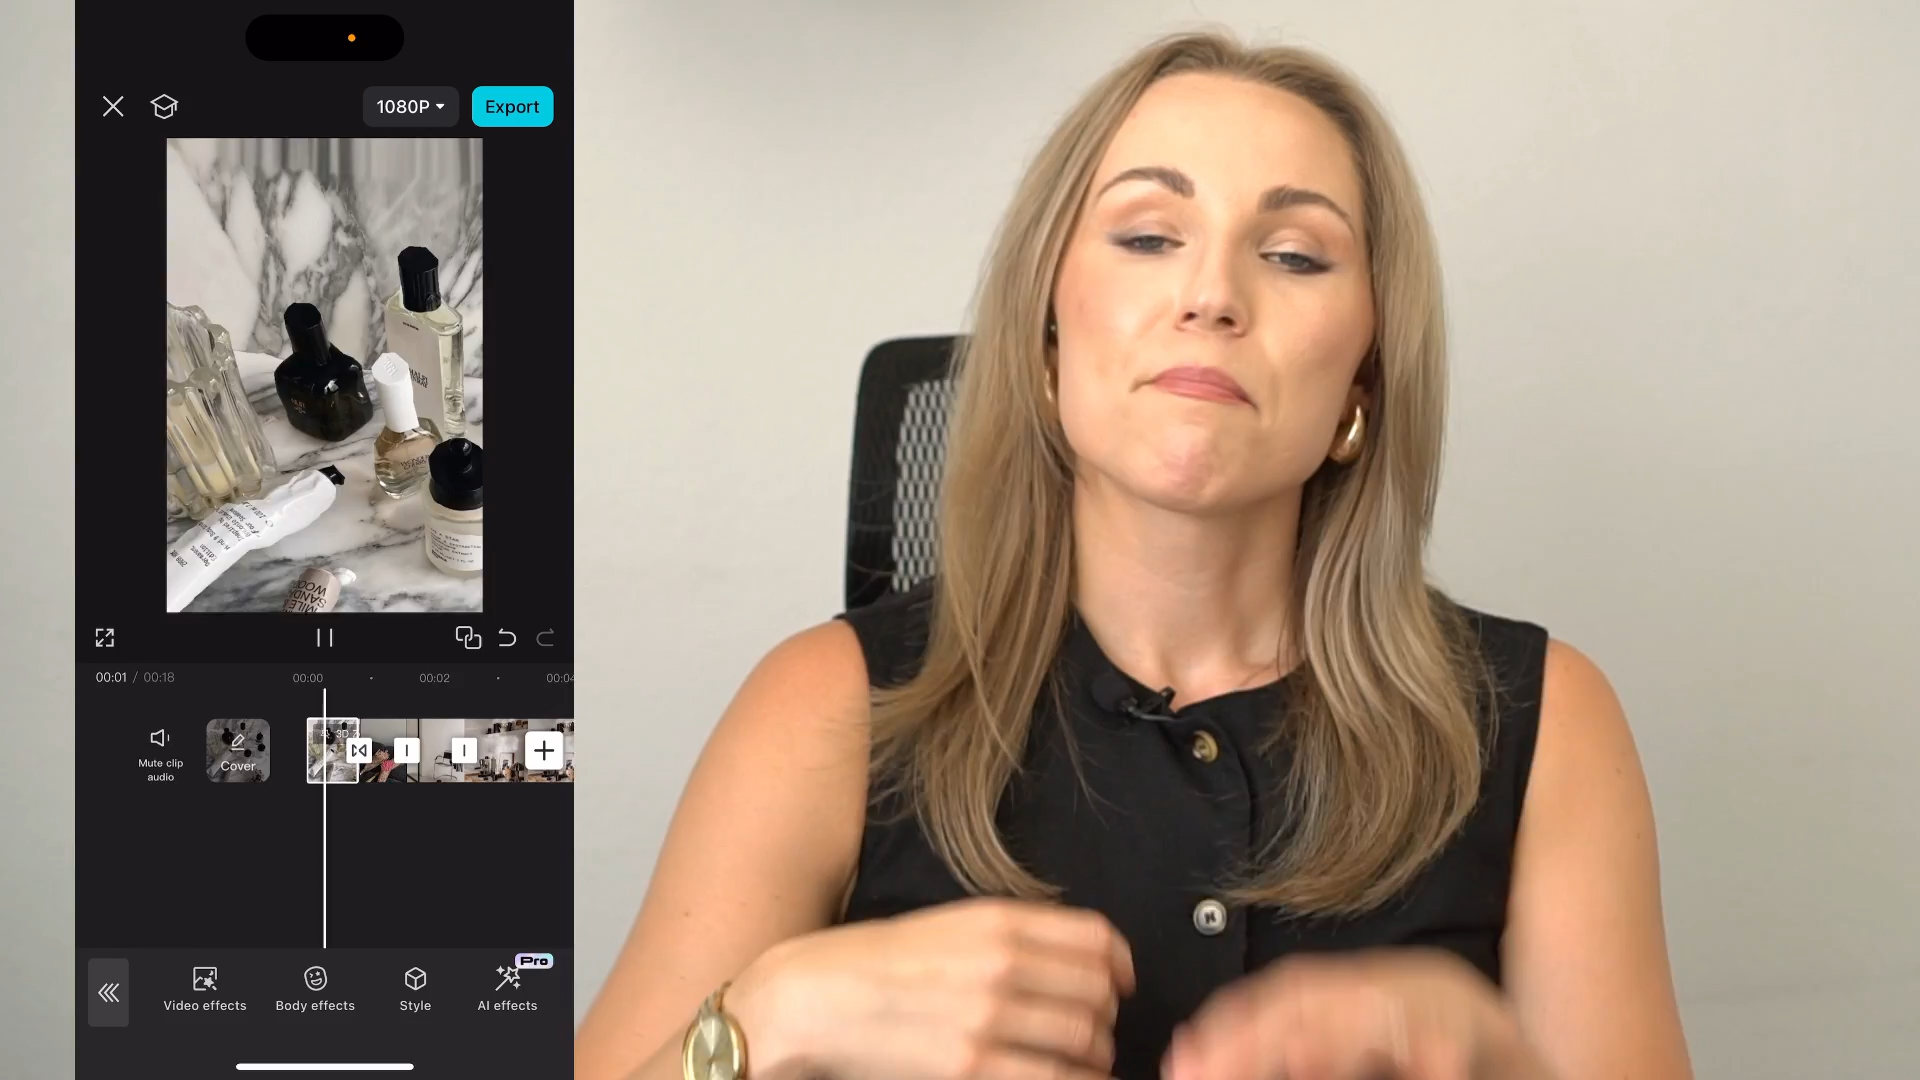 1080P
Export
00:01 / 00:18
00:00
00:02
00:04
3D Z
Mute clip
audio
Cover
Pro
Video effects
Body effects
Style
AI effects